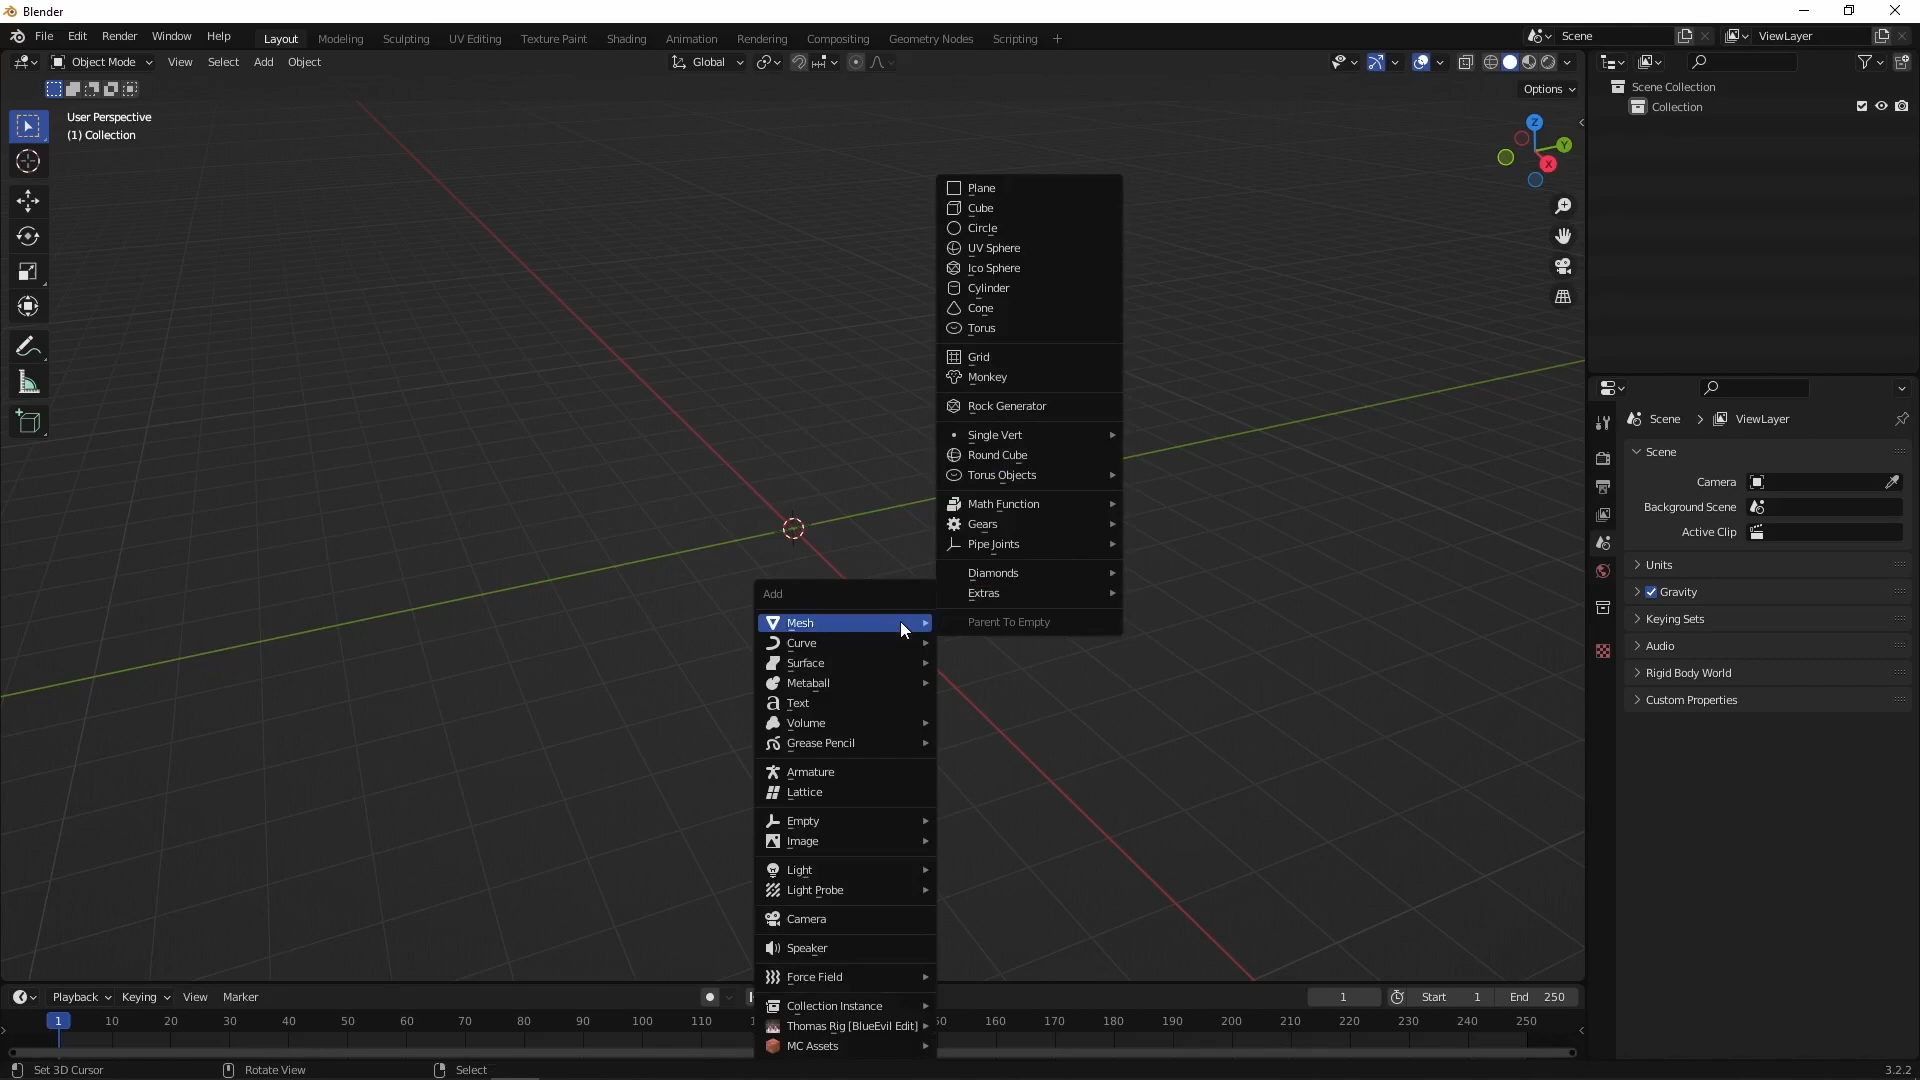 Blender
File Edit Render Window Help
Layout Modeling Sculpting UV Editing Texture Paint Shading Animation Rendering Compositing Geometry Nodes Scripting +
Scene
ViewLayer
Object Mode View Select Add Object
Global
Options
User Perspective
(1) Collection
Z
Y
X
Scene Collection
Collection
Plane
Cube
Circle
UV Sphere
Ico Sphere
Cylinder
Cone
Torus
Grid
Monkey
Rock Generator
Single Vert
Round Cube
Torus Objects
Math Function
Gears
Pipe Joints
Diamonds
Extras
Parent To Empty
Add
Mesh
Curve
Surface
Metaball
Text
Volume
Grease Pencil
Armature
Lattice
Empty
Image
Light
Light Probe
Camera
Speaker
Force Field
Collection Instance
Thomas Rig [BlueEvil Edit]
MC Assets
Scene > ViewLayer
Scene
Camera
Background Scene
Active Clip
Units
Gravity
Keying Sets
Audio
Rigid Body World
Custom Properties
Playback Keying View Marker
1 Start 1 End 250
1 10 20 30 40 50 60 70 80 90 100 110 50 160 170 180 190 200 210 220 230 240 250
Set 3D Cursor Rotate View Select
3.2.2